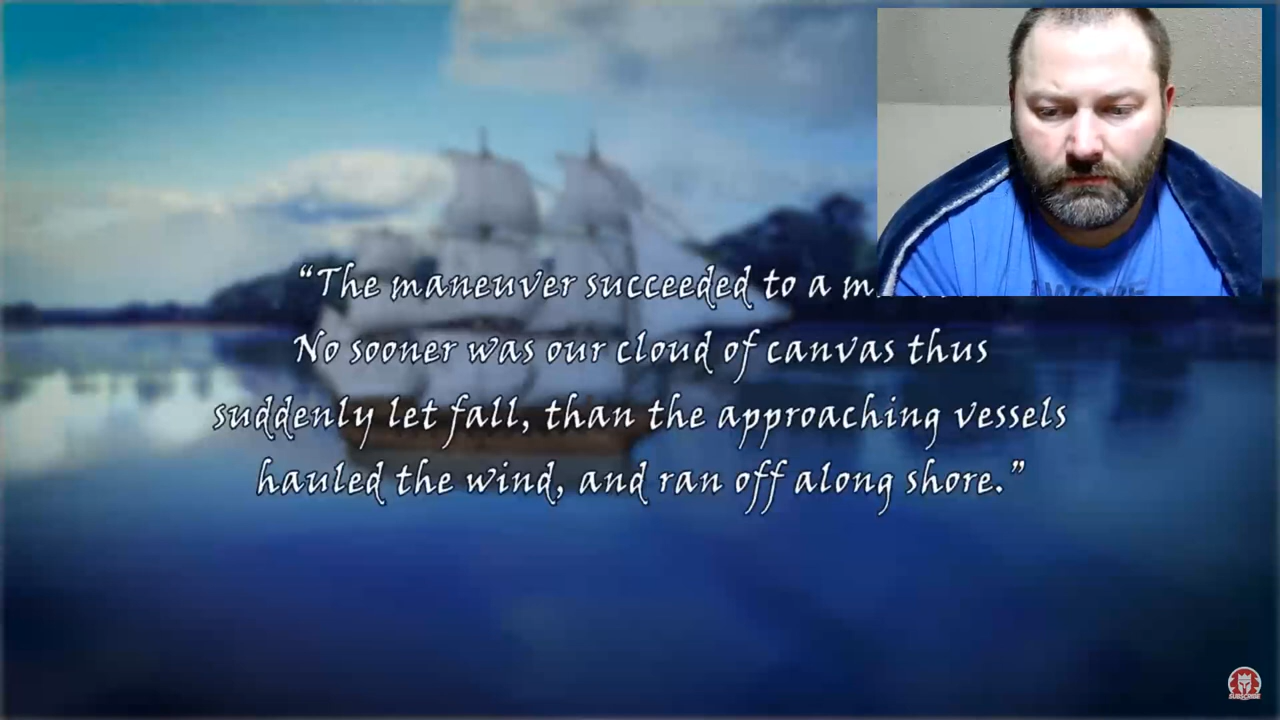 “The maneuver succeeded to a
No sooner was our cloud of canvas thus
suddenly let fall, than the approaching vessels
hauled the wind, and ran off along shore.”
SUBSCRIBE